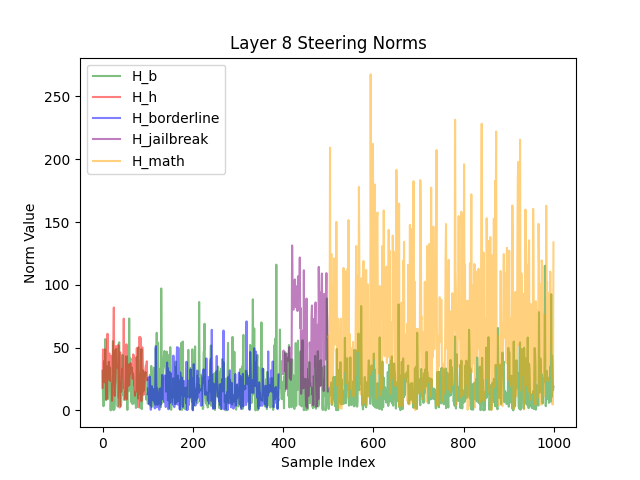 Layer 8 Steering Norms
H_b
H_h
H_borderline
H_jailbreak
H_math
Norm Value
250
200
150
100
50
0
0 200 400 600 800 1000
Sample Index